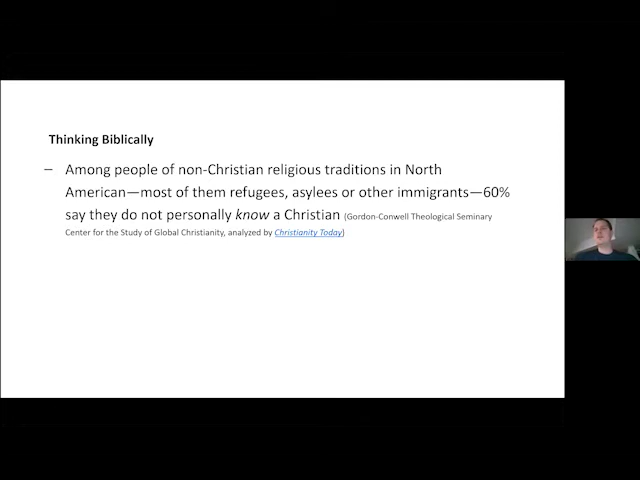 Thinking Biblically
– Among people of non-Christian religious traditions in North
American—most of them refugees, asylees or other immigrants—60%
say they do not personally know a Christian (Gordon-Conwell Theological Seminary
Center for the Study of Global Christianity, analyzed by Christianity Today)